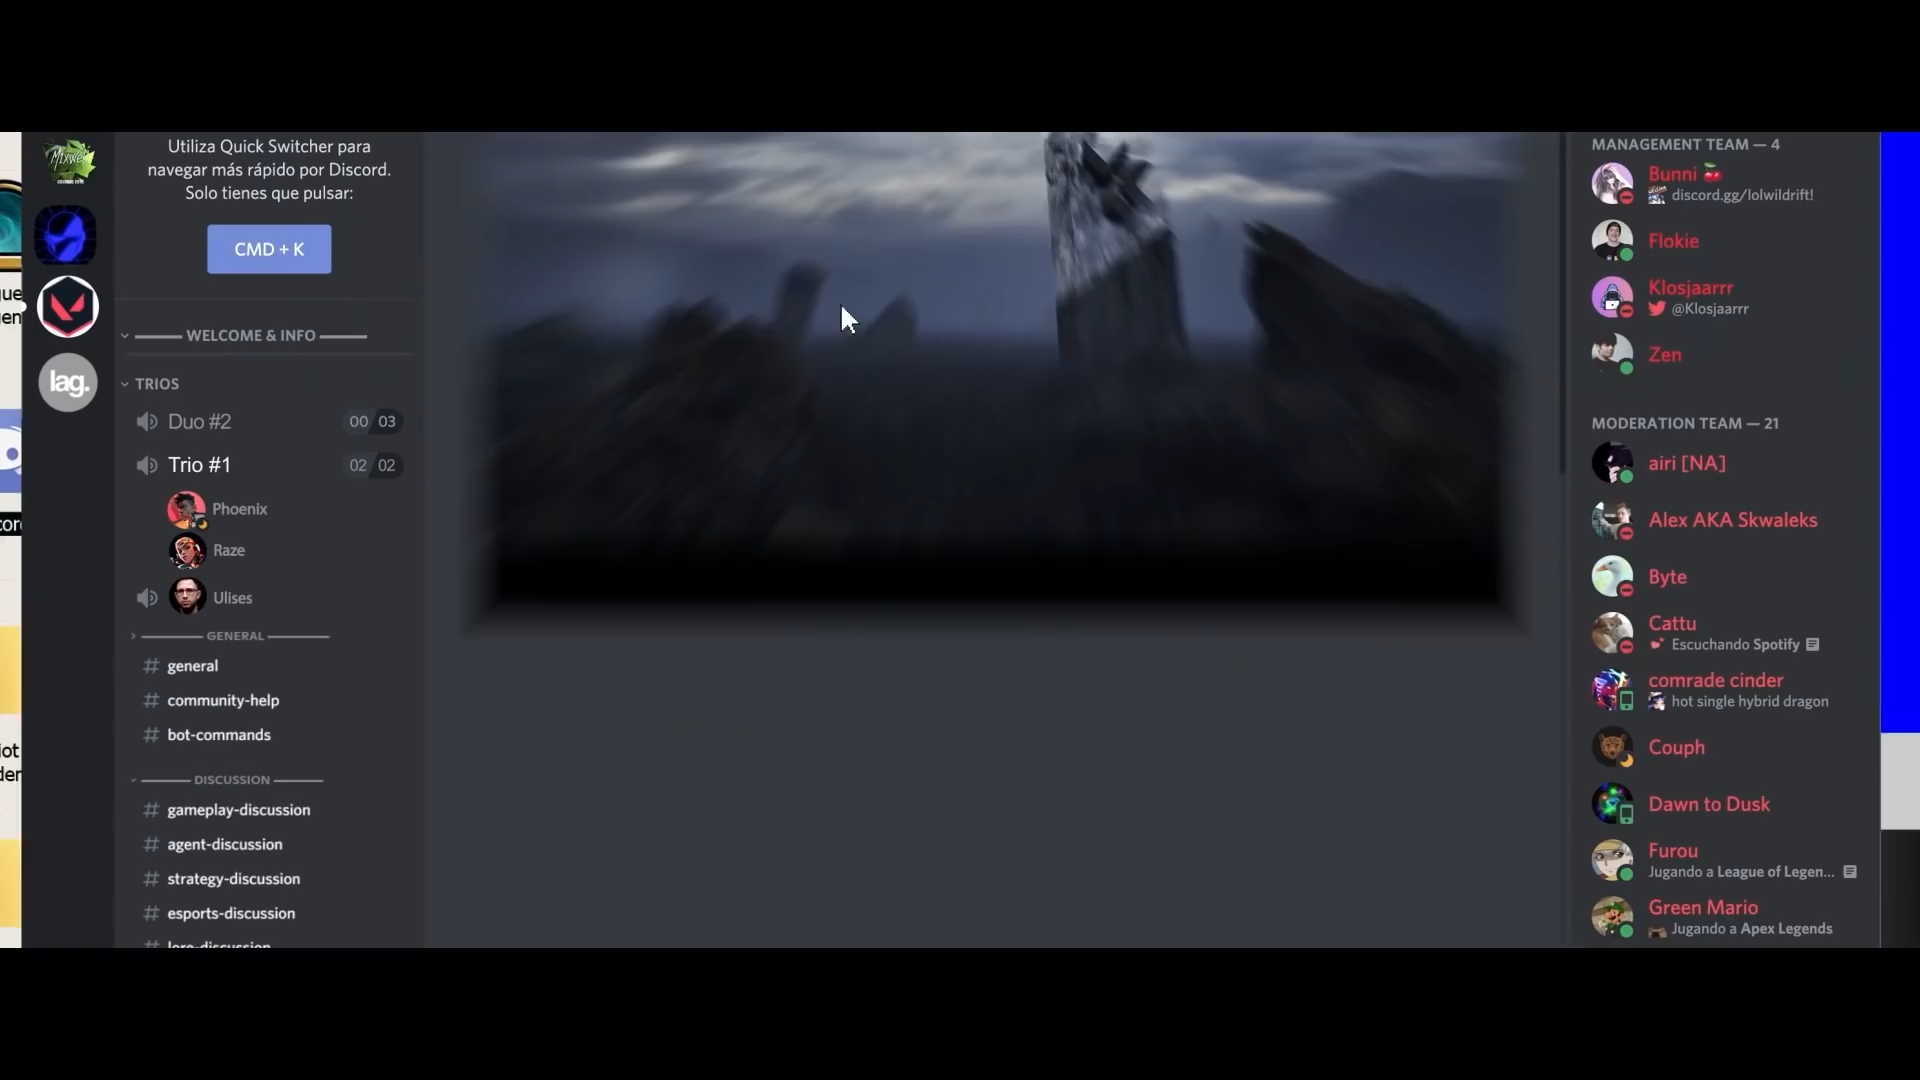 Mixwell
Utiliza Quick Switcher para
navegar más rápido por Discord.
Solo tienes que pulsar:
CMD + K
WELCOME & INFO
lag.
TRIOS
Duo #2
00 / 03
Trio #1
02 / 02
Phoenix
Raze
Ulises
GENERAL
# general
# community-help
# bot-commands
DISCUSSION
# gameplay-discussion
# agent-discussion
# strategy-discussion
# esports-discussion
lore-discussion
MANAGEMENT TEAM — 4
Bunni
discord.gg/lolwildrift!
Flokie
Klosjaarrr
@Klosjaarrr
Zen
MODERATION TEAM — 21
airi [NA]
Alex AKA Skwaleks
Byte
Cattu
Escuchando Spotify
comrade cinder
hot single hybrid dragon
Couph
Dawn to Dusk
Furou
Jugando a League of Legen...
Green Mario
Jugando a Apex Legends